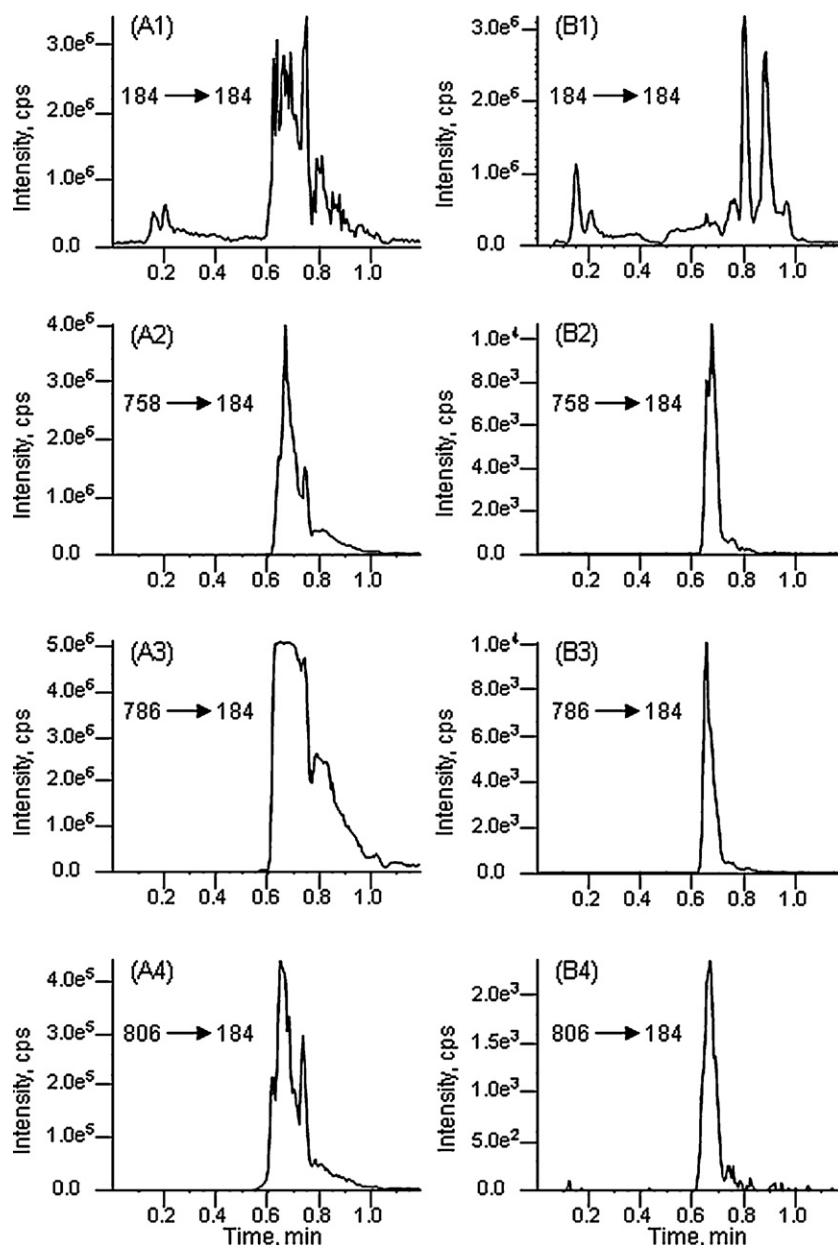 (A1)
Intensity, cps
3.0e⁶
2.0e⁶
1.0e⁶
0.0
184 → 184
0.2 0.4 0.6 0.8 1.0
(B1)
Intensity, cps
3.0e⁶
2.0e⁶
1.0e⁶
0.0
184 → 184
0.2 0.4 0.6 0.8 1.0
(A2)
Intensity, cps
4.0e⁶
3.0e⁶
2.0e⁶
1.0e⁶
0.0
758 → 184
0.2 0.4 0.6 0.8 1.0
(B2)
Intensity, cps
1.0e⁴
8.0e³
6.0e³
4.0e³
2.0e³
0.0
758 → 184
0.2 0.4 0.6 0.8 1.0
(A3)
Intensity, cps
5.0e⁶
4.0e⁶
3.0e⁶
2.0e⁶
1.0e⁶
0.0
786 → 184
0.2 0.4 0.6 0.8 1.0
(B3)
Intensity, cps
1.0e⁴
8.0e³
6.0e³
4.0e³
2.0e³
0.0
786 → 184
0.2 0.4 0.6 0.8 1.0
(A4)
Intensity, cps
4.0e⁵
3.0e⁵
2.0e⁵
1.0e⁵
0.0
806 → 184
0.2 0.4 0.6 0.8 1.0
Time, min
(B4)
Intensity, cps
2.0e³
1.5e³
1.0e³
5.0e²
0.0
806 → 184
0.2 0.4 0.6 0.8 1.0
Time, min